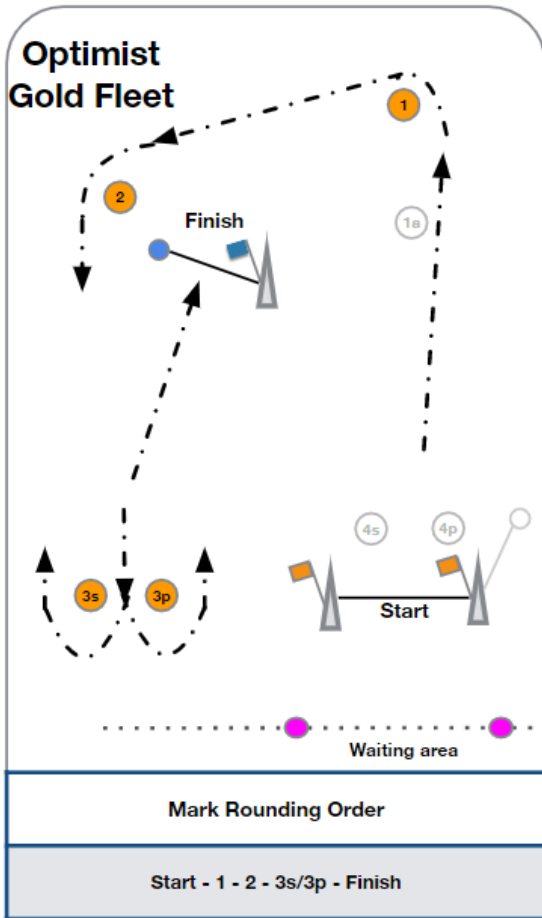 Optimist
Gold Fleet
1
2
Finish
1a
4s
4p
3s
3p
Start
Waiting area
Mark Rounding Order
Start - 1 - 2 - 3s/3p - Finish